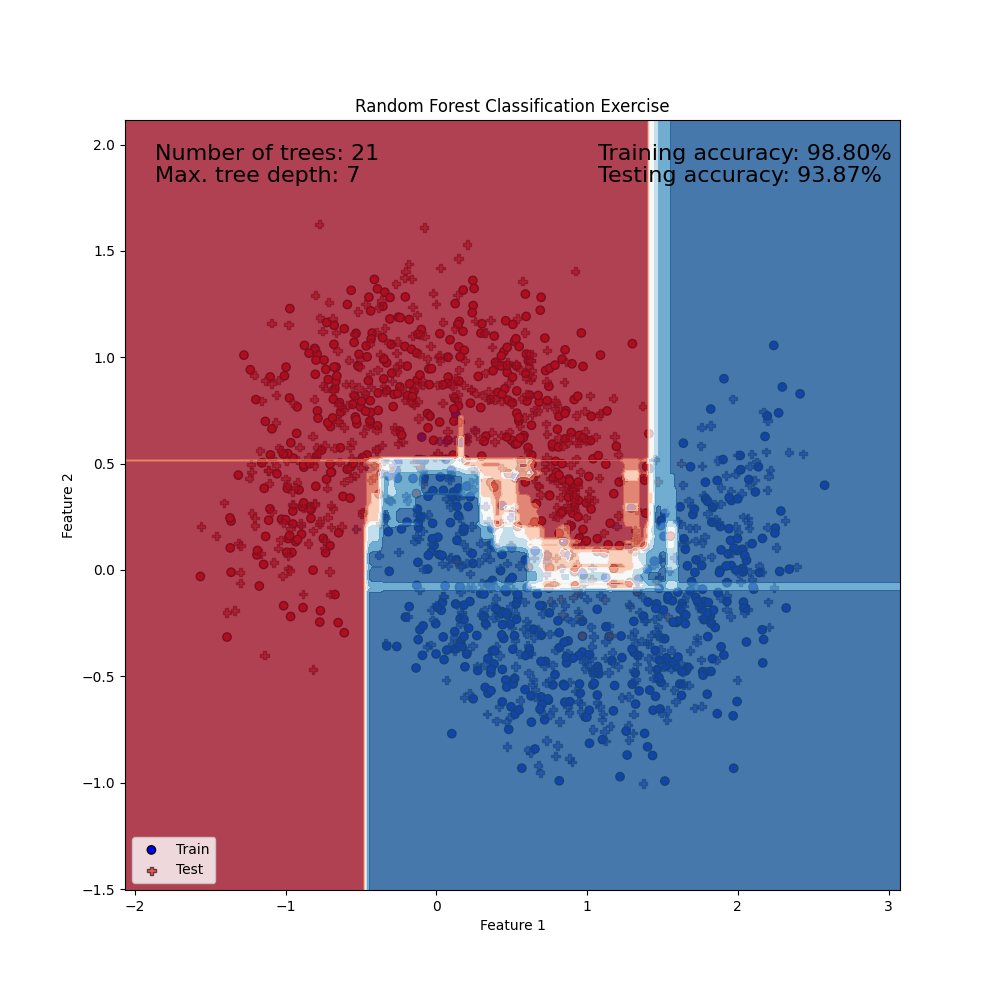 Random Forest Classification Exercise
Number of trees: 21
Max. tree depth: 7
Training accuracy: 98.80%
Testing accuracy: 93.87%
2.0
1.5
1.0
0.5
0.0
−0.5
−1.0
−1.5
Feature 2
Train
Test
−2
−1
0
1
2
3
Feature 1